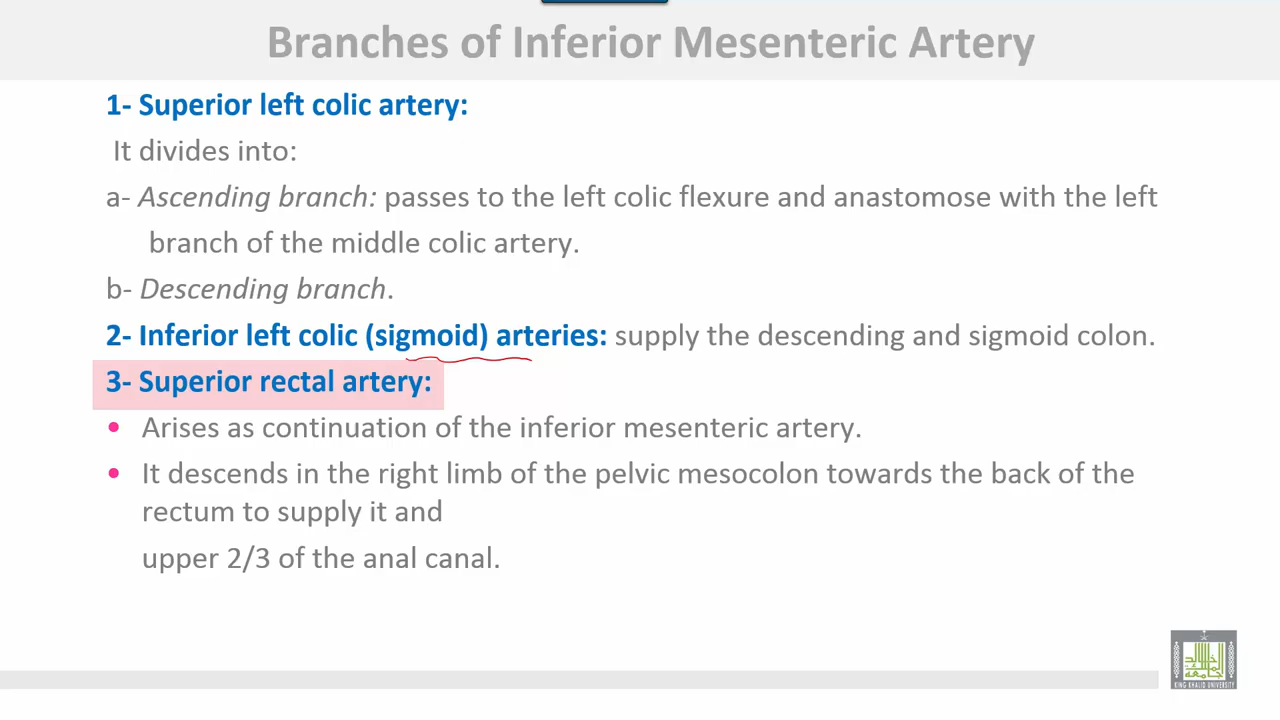 Branches of Inferior Mesenteric Artery
1- Superior left colic artery:
It divides into:
a- Ascending branch: passes to the left colic flexure and anastomose with the left
branch of the middle colic artery.
b- Descending branch.
2- Inferior left colic (sigmoid) arteries: supply the descending and sigmoid colon.
3- Superior rectal artery:
• Arises as continuation of the inferior mesenteric artery.
• It descends in the right limb of the pelvic mesocolon towards the back of the
rectum to supply it and
upper 2/3 of the anal canal.
KING KHALID UNIVERSITY